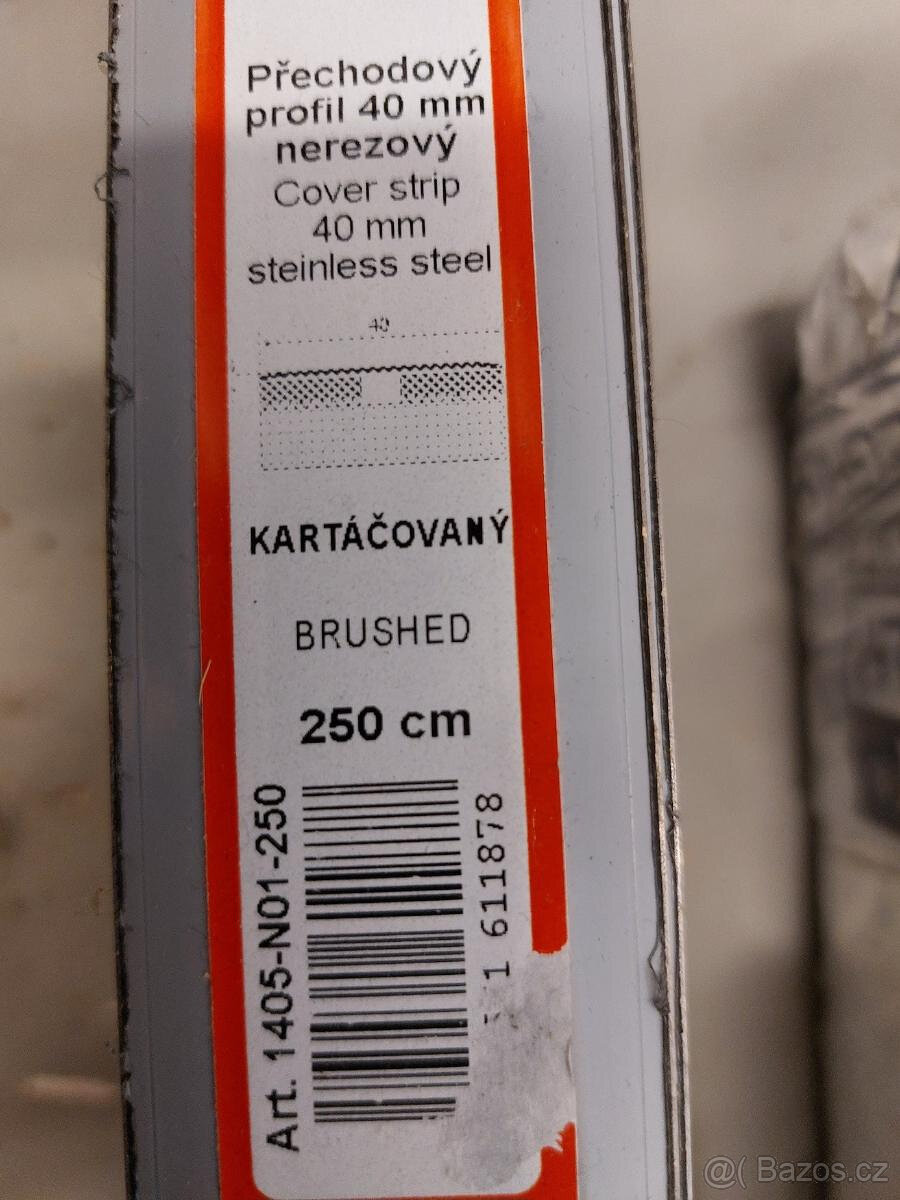 Přechodový
profil 40 mm
nerezový
Cover strip
40 mm
steinless steel
40
KARTÁČOVANÝ
BRUSHED
250 cm
Art. 1405-N01-250
1 611878
@( Bazos.cz